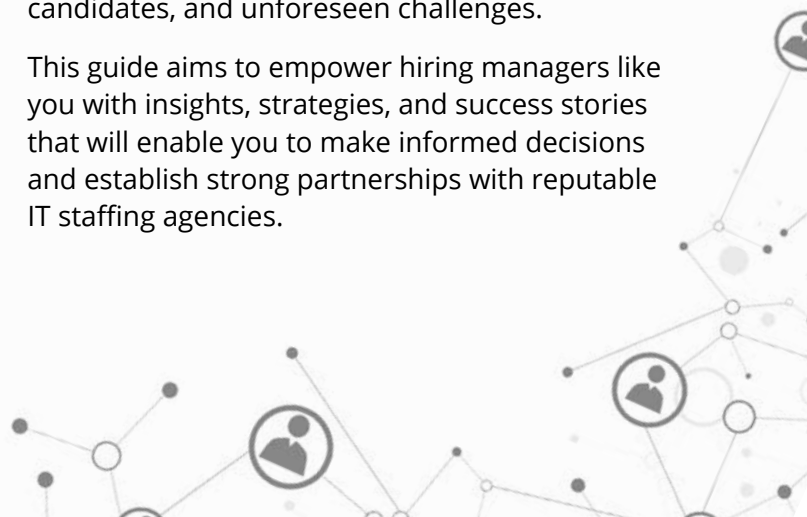 candidates, and unforeseen challenges.
This guide aims to empower hiring managers like
you with insights, strategies, and success stories
that will enable you to make informed decisions
and establish strong partnerships with reputable
IT staffing agencies.